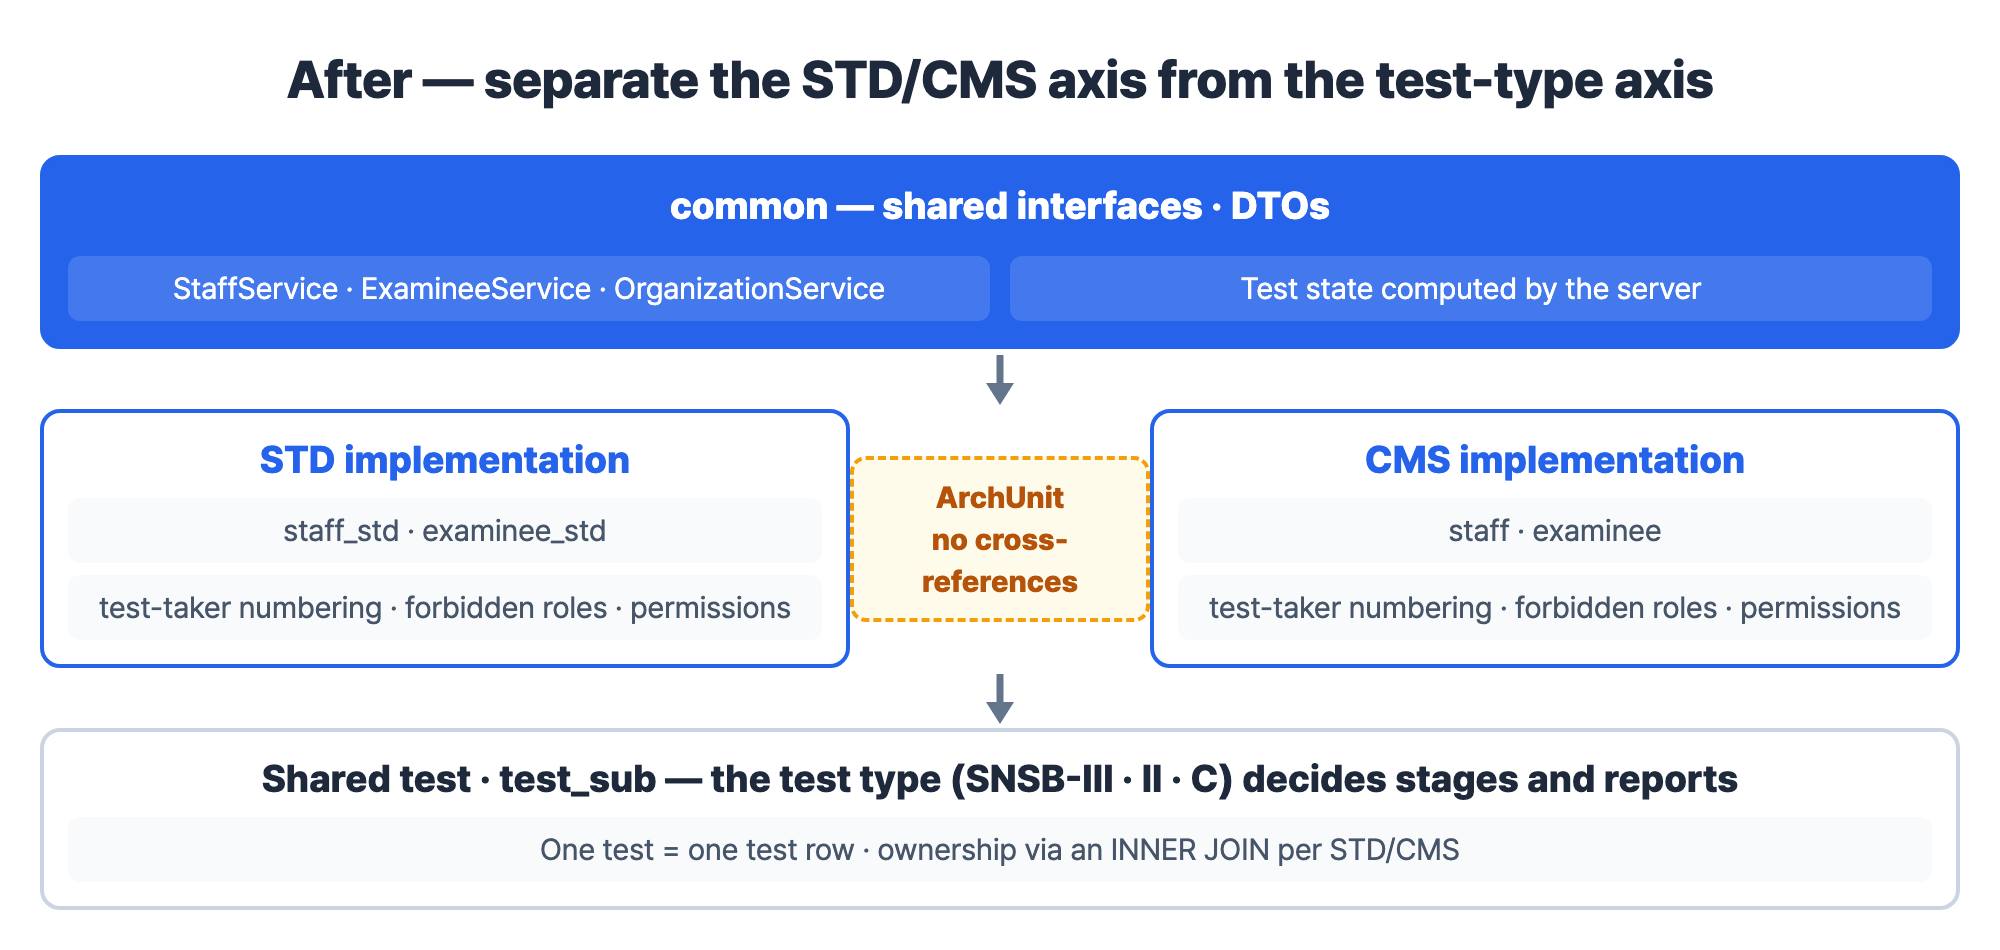 After — separate the STD/CMS axis from the test-type axis
common — shared interfaces · DTOs
StaffService · ExamineeService · OrganizationService
Test state computed by the server
STD implementation
staff_std · examinee_std
test-taker numbering · forbidden roles · permissions
ArchUnit
no cross-
references
CMS implementation
staff · examinee
test-taker numbering · forbidden roles · permissions
Shared test · test_sub — the test type (SNSB-III · II · C) decides stages and reports
One test = one test row · ownership via an INNER JOIN per STD/CMS